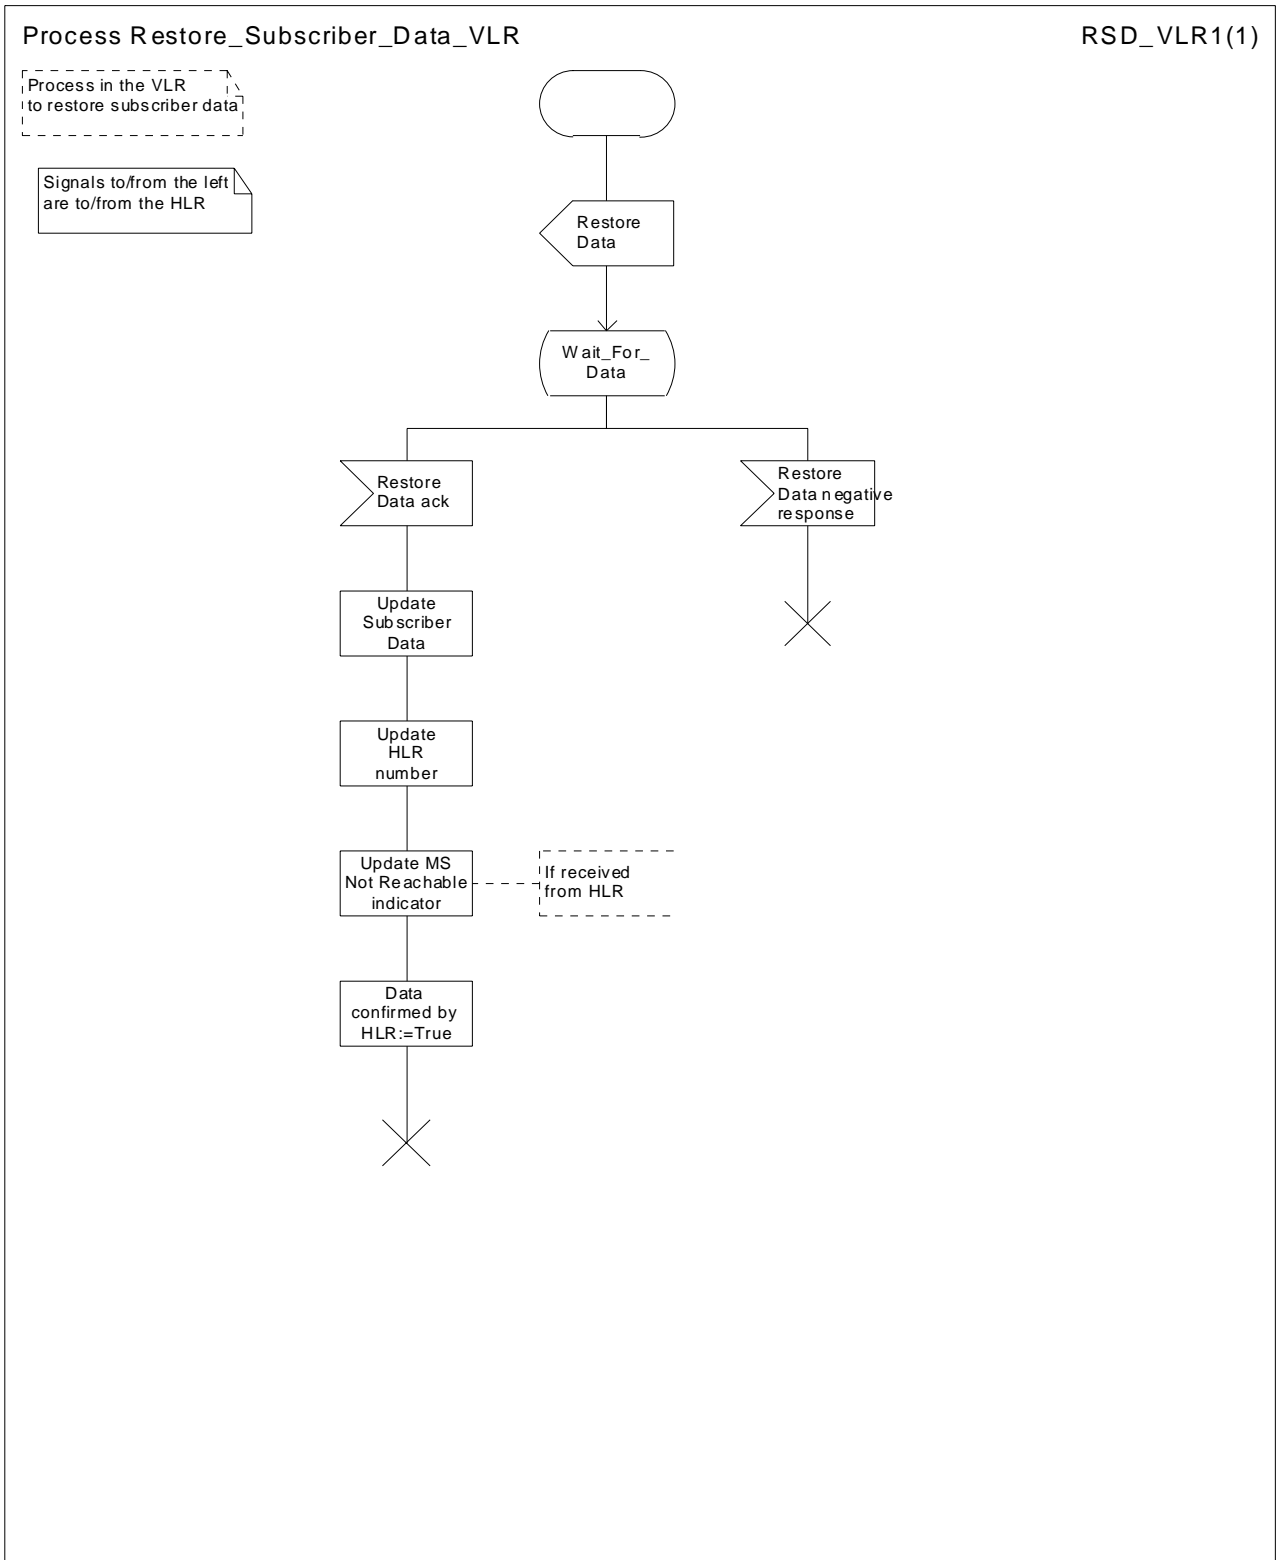 Process Restore_Subscriber_Data_VLR
RSD_VLR1(1)
Process in the VLR
to restore subscriber data
Signals to/from the left
are to/from the HLR
Restore
Data
Wait_For_
Data
Restore
Data ack
Restore
Data negative
response
Update
Subscriber
Data
Update
HLR
number
Update MS
Not Reachable
indicator
If received
from HLR
Data
confirmed by
HLR:=True